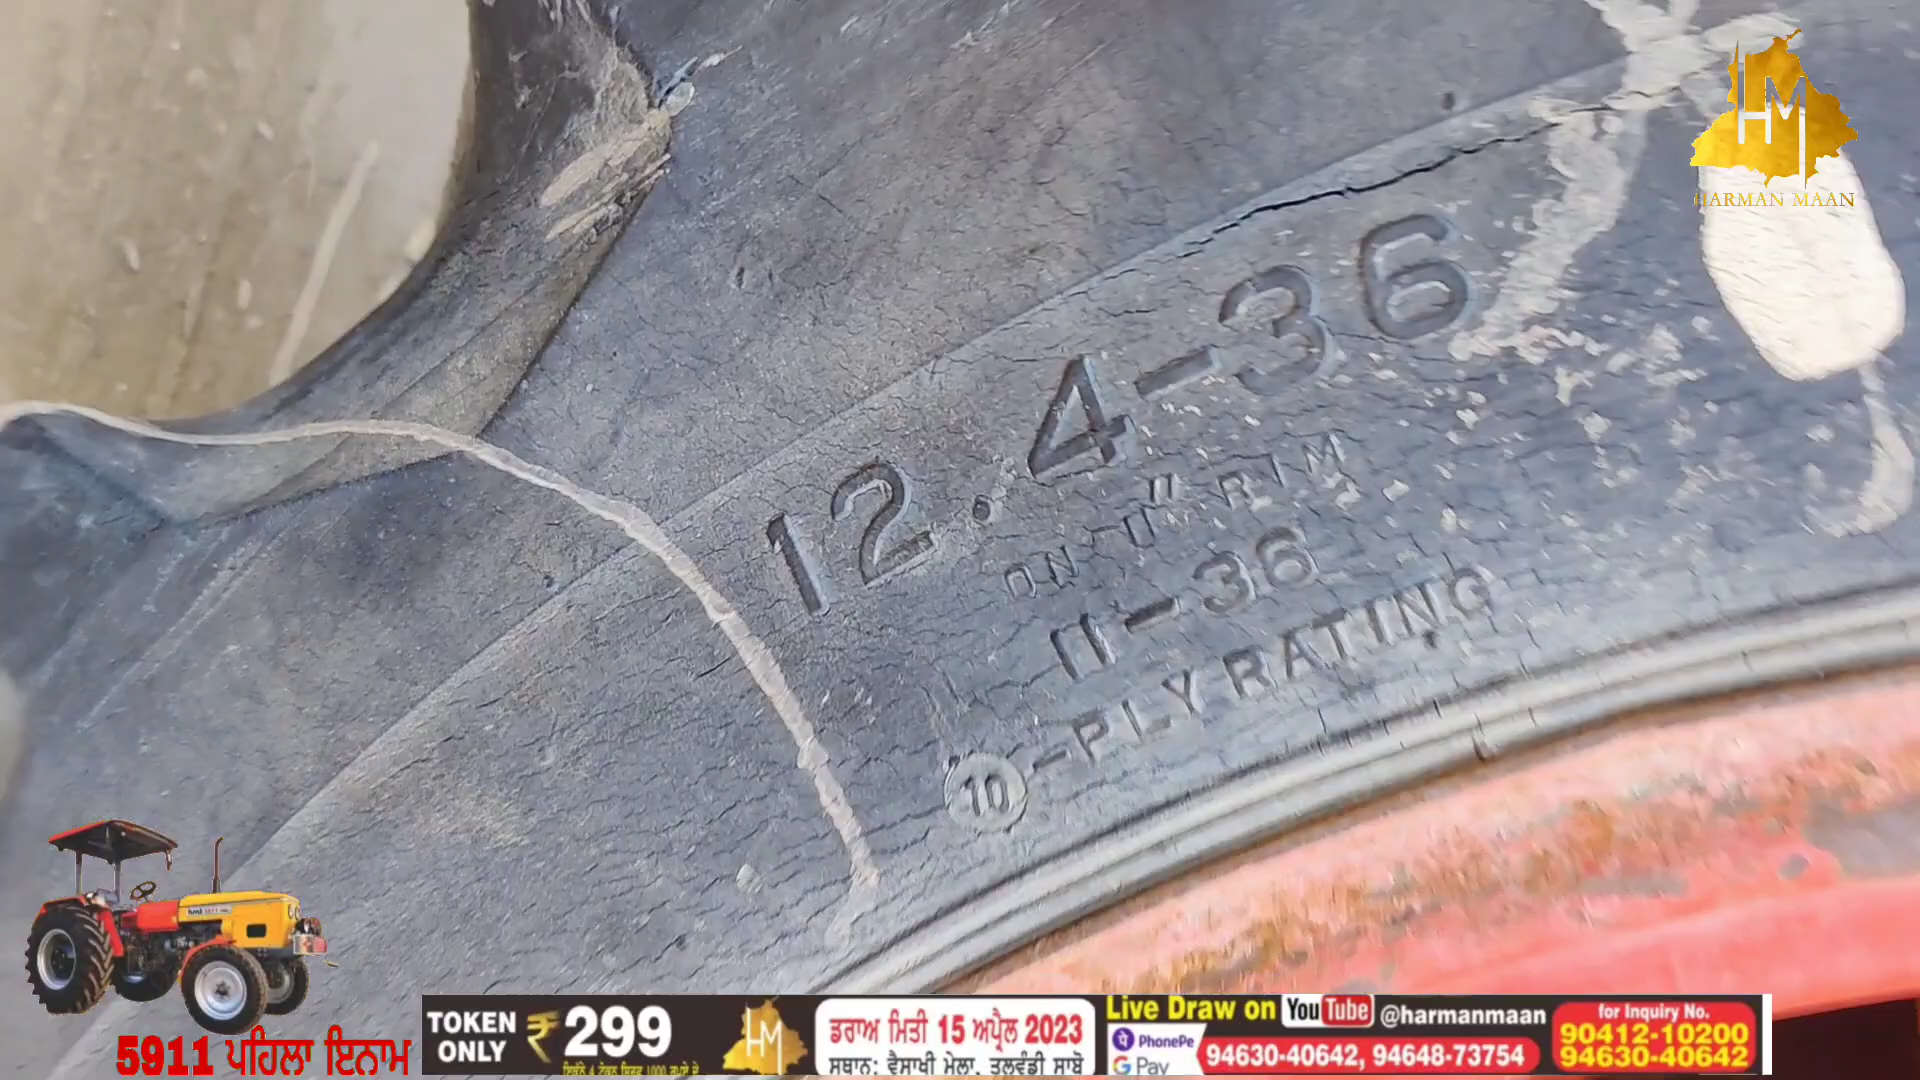 HM
HARMAN MAAN
12.4-36
ON 11" RIM
11-36
10-PLY RATING
5911 ਪਹਿਲਾ ਇਨਾਮ
TOKEN ONLY ₹ 299
HM
ਡਰਾਅ ਮਿਤੀ 15 ਅਪ੍ਰੈਲ 2023
ਸਥਾਨ: ਵੈਸਾਖੀ ਮੇਲਾ, ਤਲਵੰਡੀ ਸਾਬੋ
Live Draw on YouTube @harmanmaan
PhonePe
G Pay
94630-40642, 94648-73754
for Inquiry No.
90412-10200
94630-40642